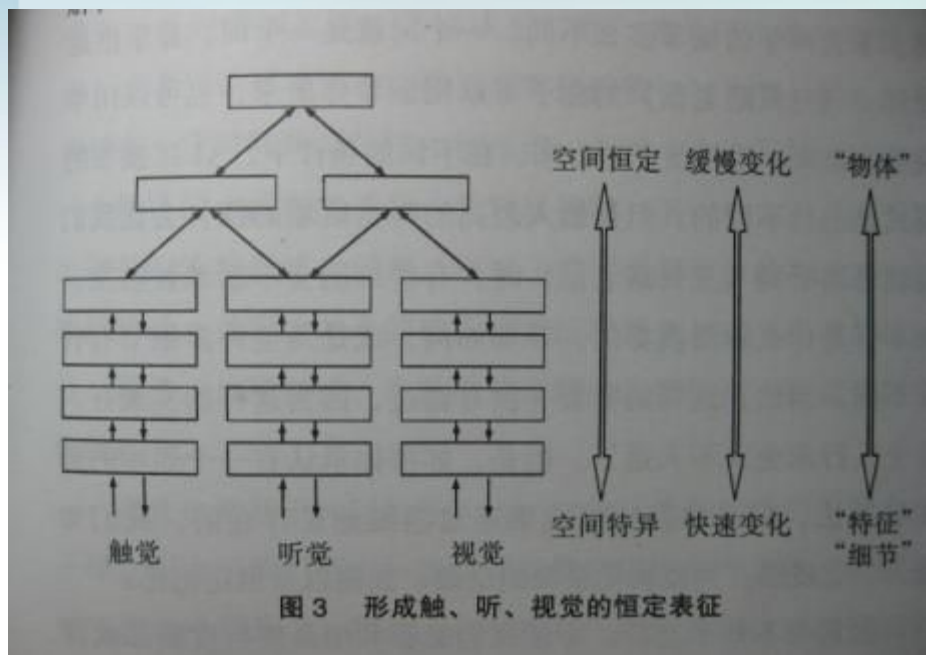 空间恒定 缓慢变化 “物体”
空间特异 快速变化 “特征”
“细节”
触觉 听觉 视觉
图 3 形成触、听、视觉的恒定表征